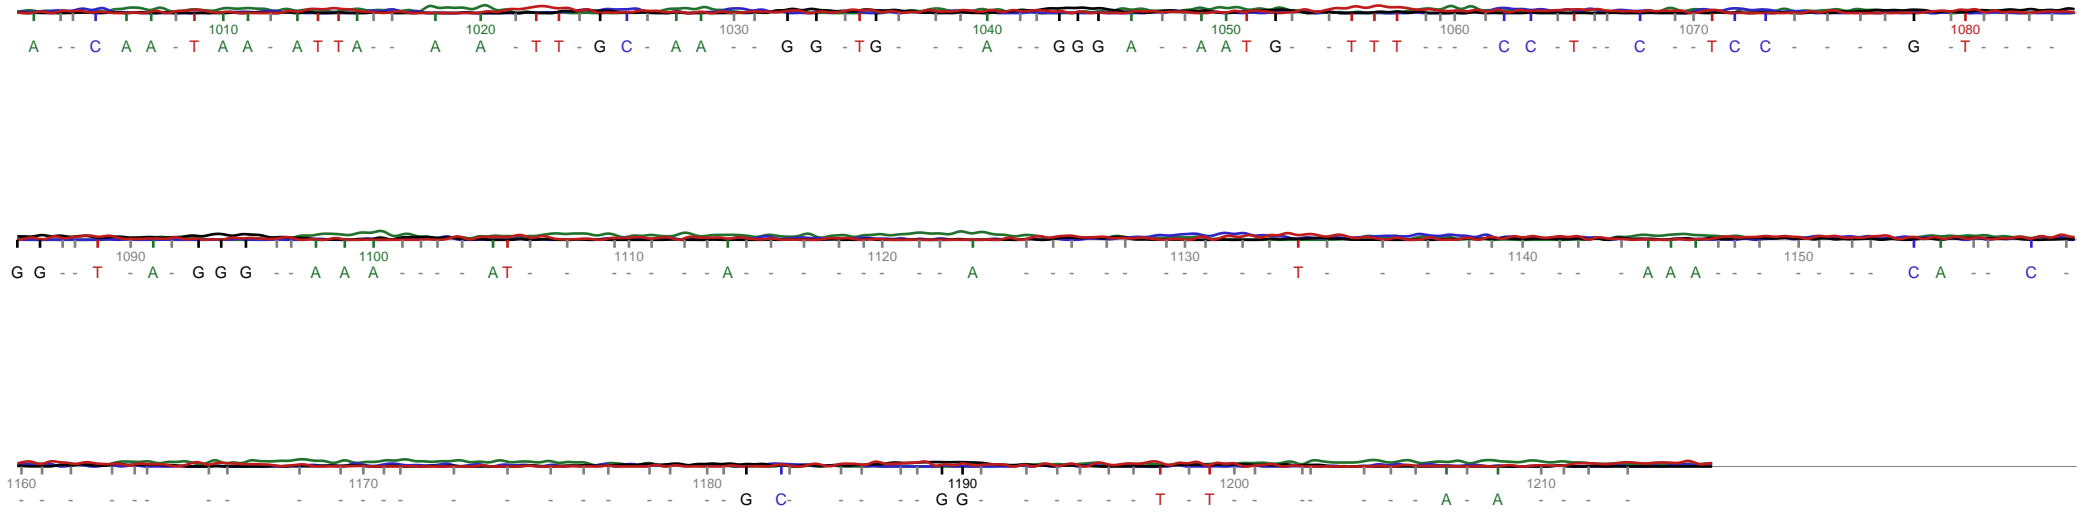 1010 1020 1030 1040 1050 1060 1070 1080
A - - C A A - T A A - A T T A - - A A - T T - G C - A A - - G G - T G - - - A - - G G G A - - A A T G - - T T T - - - - C C - T - - C - - T C C - - - - G - T - - - -
1090 1100 1110 1120 1130 1140 1150
G G - - T - A - G G G - - A A A - - - - A T - - - - - - - - A - - - - - - - - A - - - - - - - - - - T - - - - - - - - - - A A A - - - - - - - - C A - - C -
1160 1170 1180 1190 1200 1210
- - - - - - - - - - - - - - - - - - - - - - G C - - - - - G G - - - - - - T - T - - - - - - - A - A - - - -